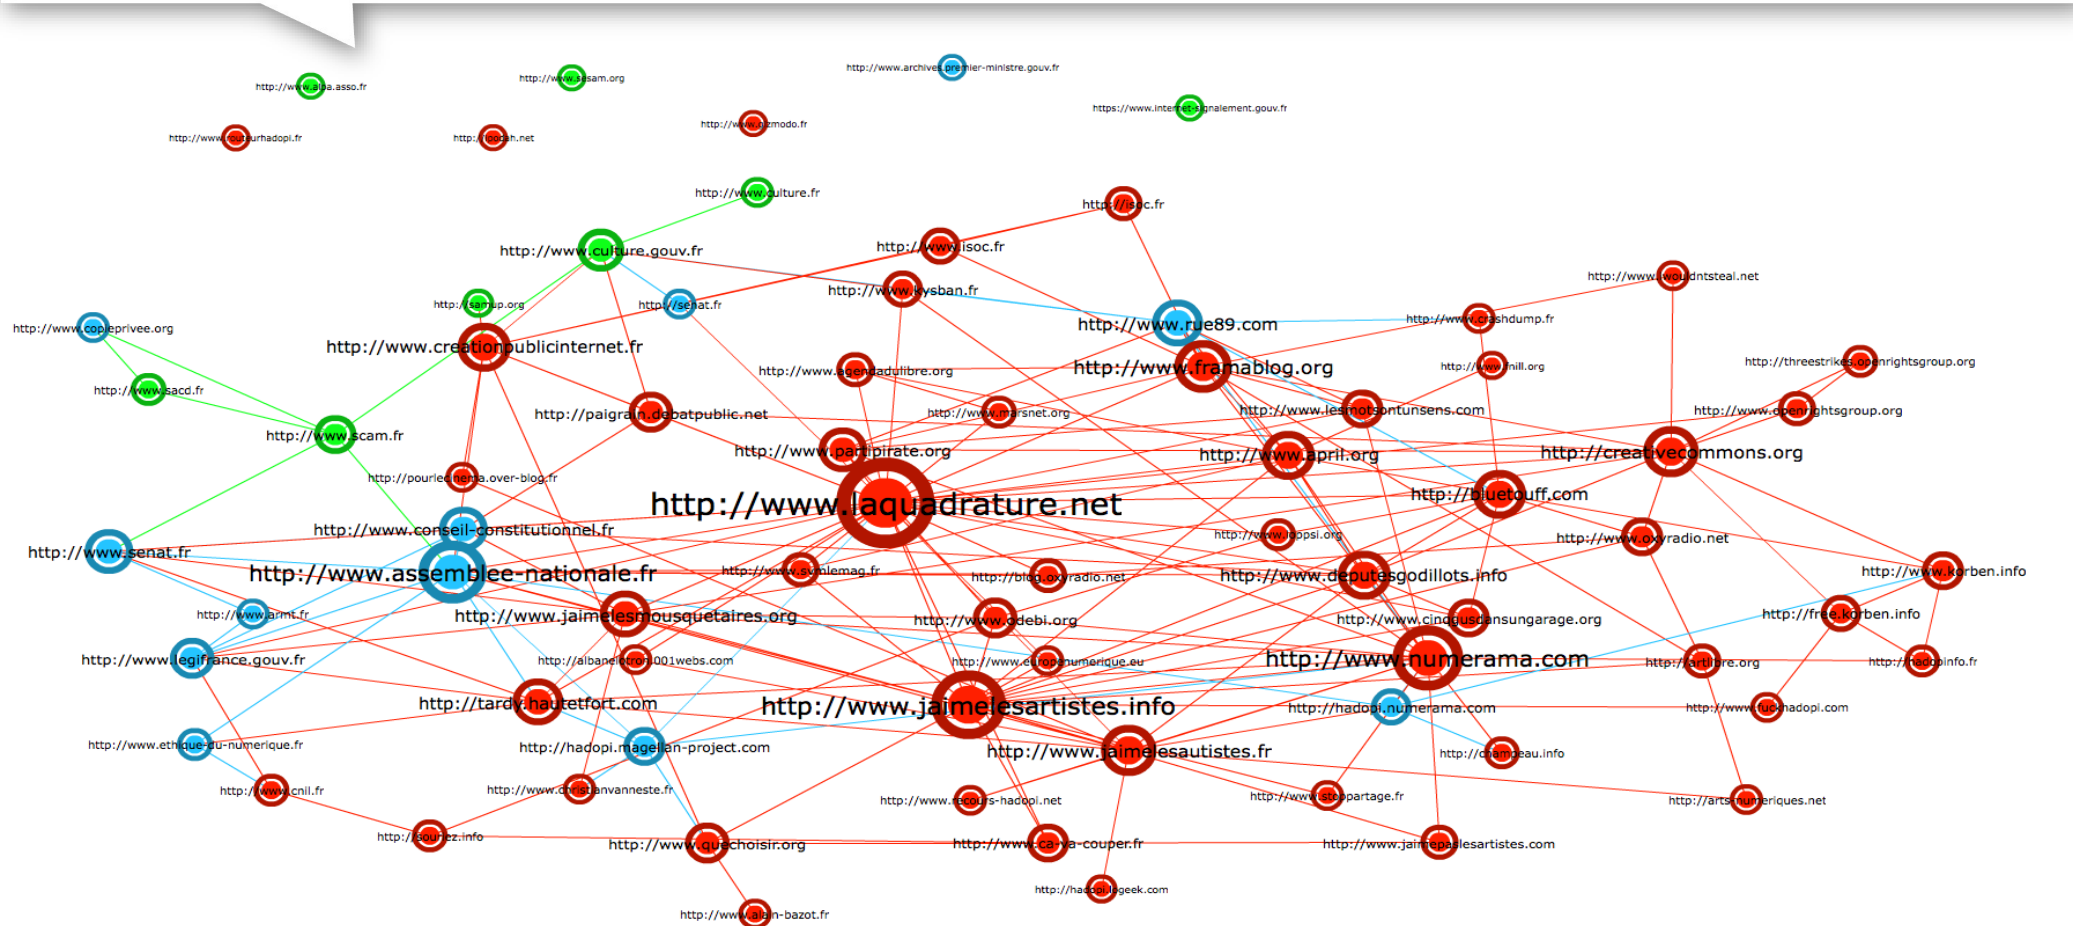 http://www.archives.premier-ministre.gouv.fr
http://www.sesam.org
http://www.alpa.asso.fr
https://www.internet-signalement.gouv.fr
http://www.gizmodo.fr
http://www.routeurhadopi.fr
http://www.culture.fr
http://isoc.fr
http://www.isoc.fr
http://www.culture.gouv.fr
http://www.iwouldntsteal.net
http://www.kysban.fr
http://samup.org
http://senat.fr
http://www.crashdump.fr
http://www.rue89.com
http://www.copieprivee.org
http://www.creationpublicinternet.fr
http://threestrikes.openrightsgroup.org
http://www.fnill.org
http://www.framablog.org
http://www.agendadulibre.org
http://www.sacd.fr
http://www.lesmotsontunsens.com
http://www.openrightsgroup.org
http://www.marsnet.org
http://paigrain.debatpublic.net
http://www.scam.fr
http://www.partipirate.org
http://www.april.org
http://creativecommons.org
http://pourlecinema.over-blog.fr
http://bluetouff.com
http://www.laquadrature.net
http://www.conseil-constitutionnel.fr
http://www.loppsi.org
http://www.oxyradio.net
http://www.senat.fr
http://www.assemblee-nationale.fr
http://www.svmlemag.fr
http://blog.oxyradio.net
http://www.deputesgodillots.info
http://www.korben.info
http://www.armt.fr
http://www.jaimelesmousquetaires.org
http://www.odebi.org
http://www.cinqgusdansungarage.org
http://free.korben.info
http://www.legifrance.gouv.fr
http://albanelotron.001webs.com
http://www.europenumerique.eu
http://www.numerama.com
http://artlibre.org
http://hadopinfo.fr
http://tardy.hautetfort.com
http://www.jaimelesartistes.info
http://hadopi.numerama.com
http://www.fuckhadopi.com
http://www.ethique-du-numerique.fr
http://hadopi.magellan-project.com
http://www.jaimelesautistes.fr
http://champeau.info
http://www.cnil.fr
http://www.christianvanneste.fr
http://www.recours-hadopi.net
http://www.stoppartage.fr
http://arts-numeriques.net
http://souriez.info
http://www.quechoisir.org
http://www.ca-va-couper.fr
http://www.jaimepaslesartistes.com
http://hadopi.logeek.com
http://www.alain-bazot.fr